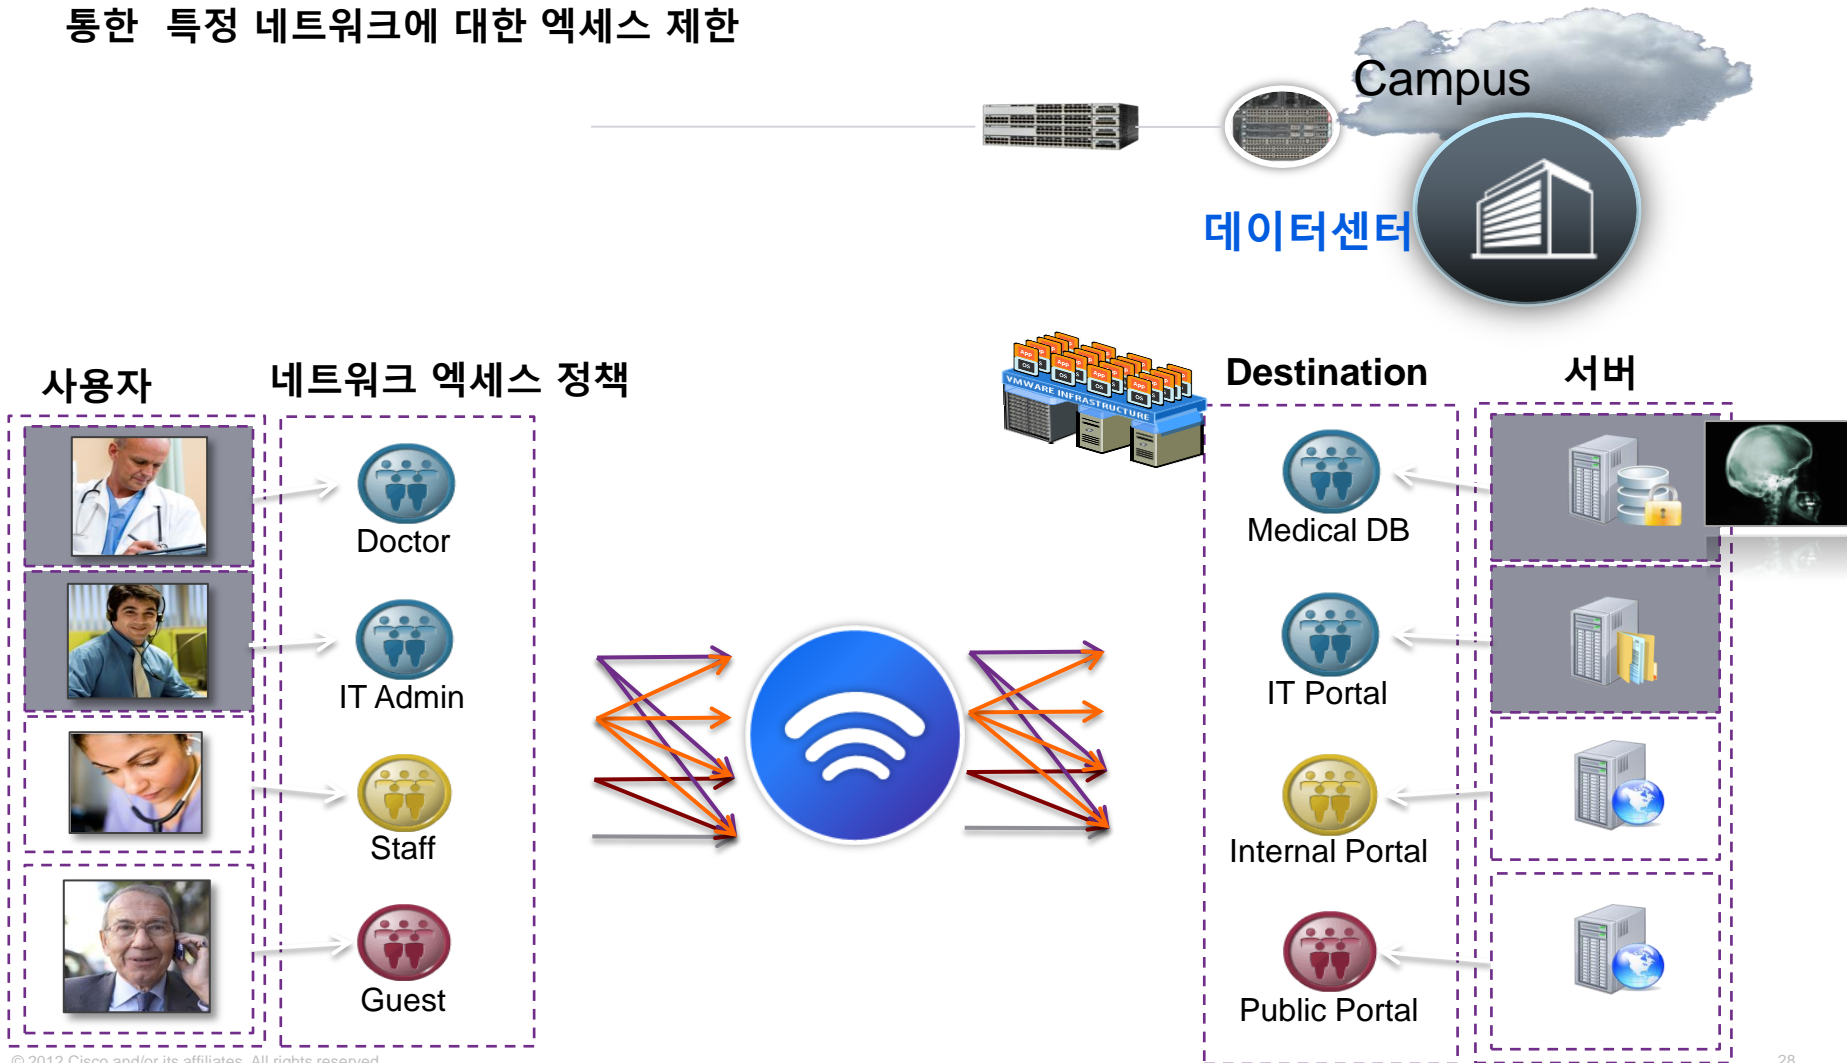 통한 특정 네트워크에 대한 엑세스 제한
Campus
데이터센터
사용자
네트워크 엑세스 정책
Destination
서버
App
OS
VMWARE INFRASTRUCTURE
Doctor
Medical DB
IT Admin
IT Portal
Staff
Internal Portal
Guest
Public Portal
© 2012 Cisco and/or its affiliates. All rights reserved.
28